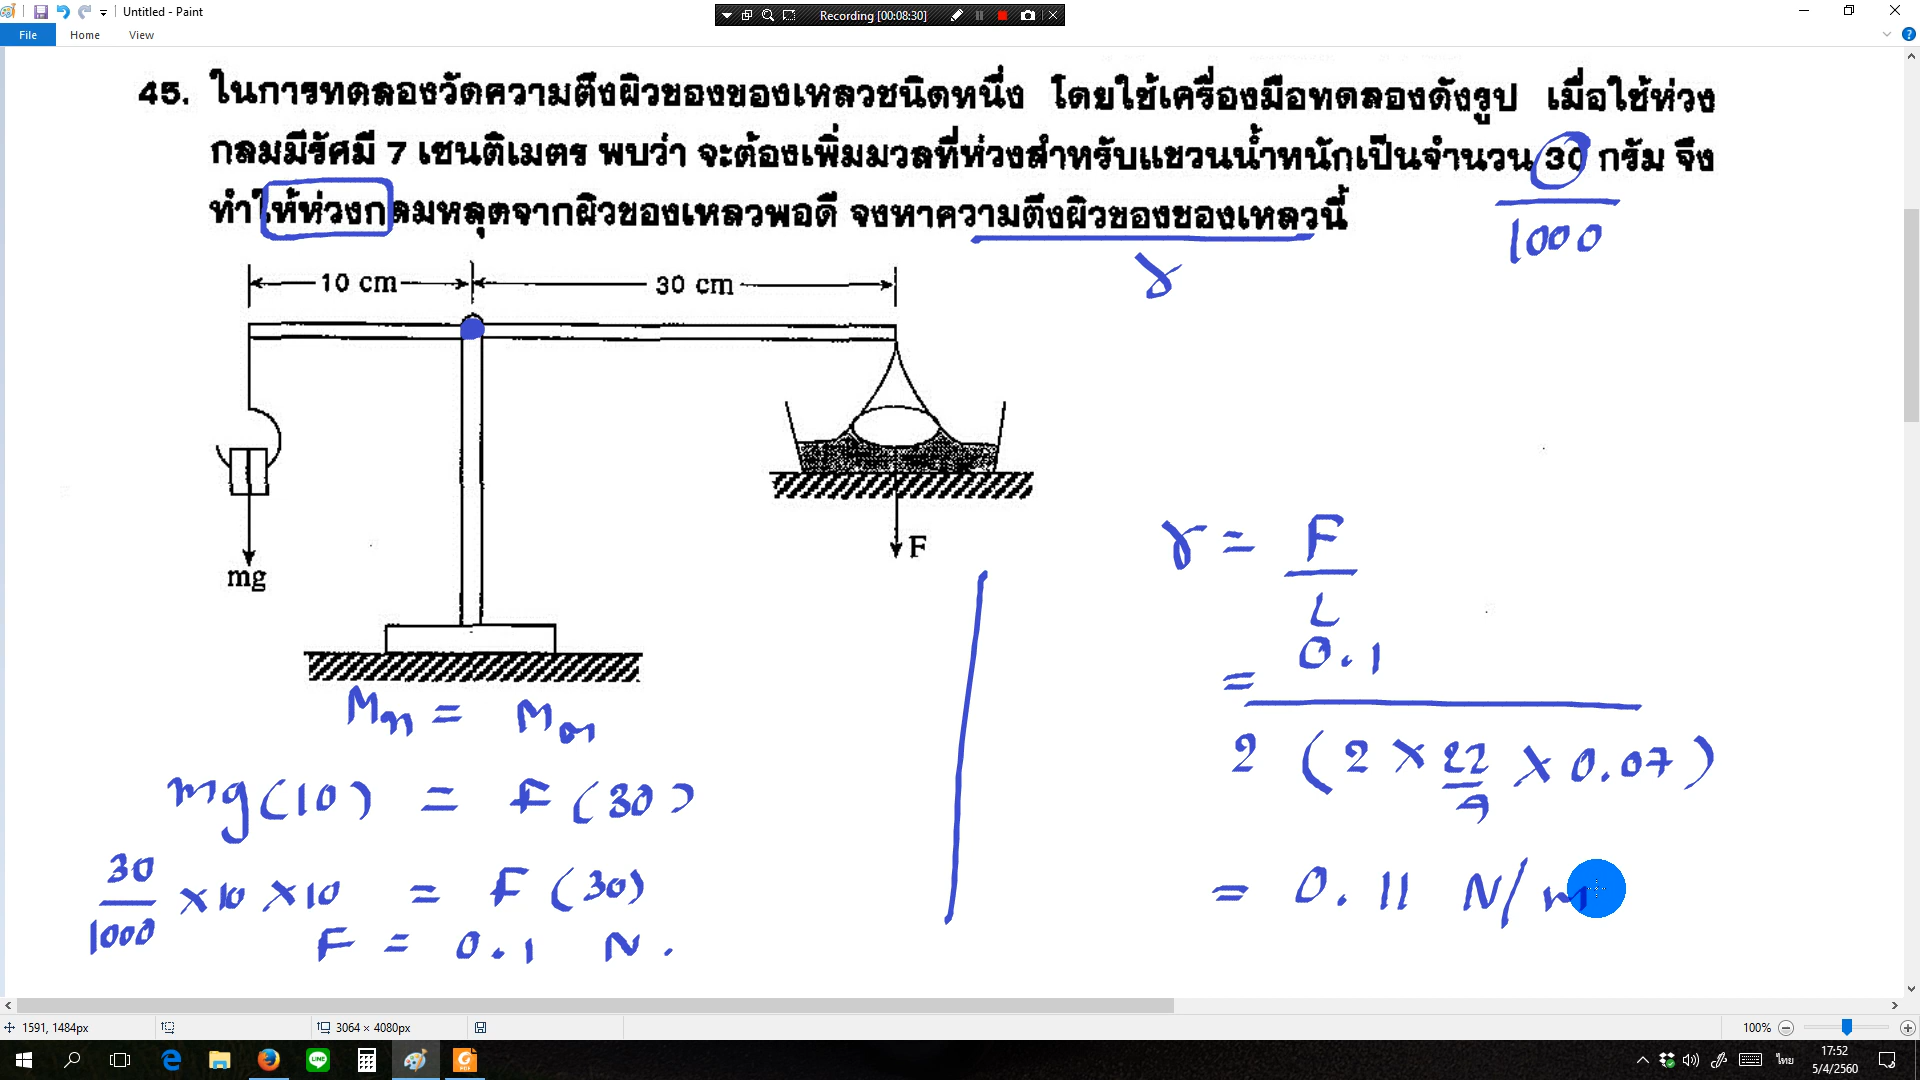 Untitled - Paint
Recording [00:08:30]
File Home View
45. ในการทดลองวัดความตึงผิวของของเหลวชนิดหนึ่ง โดยใช้เครื่องมือทดลองดังรูป เมื่อใช้ห่วง
กลมมีรัศมี 7 เซนติเมตร พบว่า จะต้องเพิ่มมวลที่ห่วงสำหรับแขวนน้ำหนักเป็นจำนวน 30 กรัม จึง
ทำให้ห่วงกลมหลุดจากผิวของเหลวพอดี จงหาความตึงผิวของของเหลวนี้
1000
γ
10 cm 30 cm
F
mg
γ = F
L
= 0.1
2 (2 × 22 × 0.07)
7
= 0.11 N/m
Mท = Mต
mg(10) = F(30)
30
1000 ×10 ×10 = F(30)
F = 0.1 N.
1591, 1484px
3064 × 4080px
100%
LINE
ไทย
17:52
5/4/2560